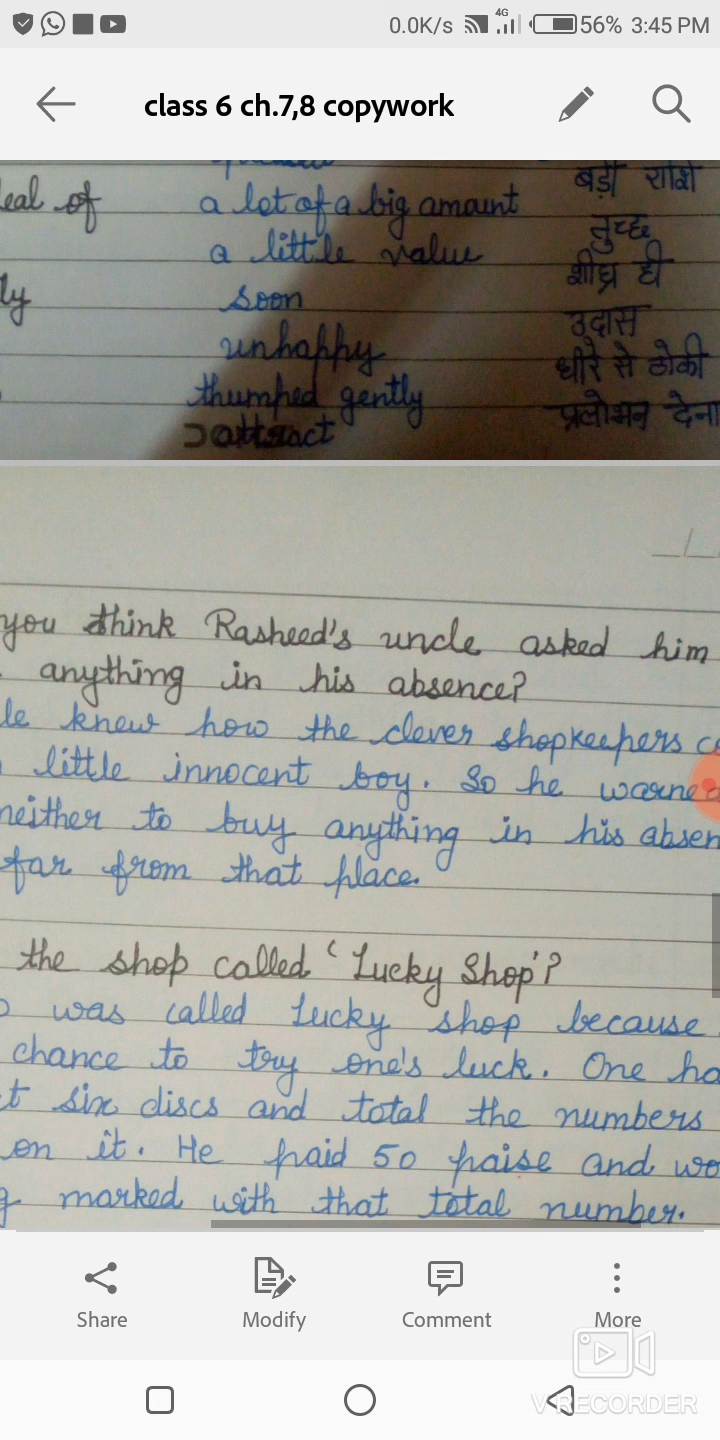 0.0K/s 4G 56% 3:45 PM
class 6 ch.7,8 copywork
बड़ी राशि
eal of a lot of a big amount
a little value तुच्छ
ly soon शीघ्र ही
unhappy उदास
thumped gently धीरे से ठोकी
attract प्रलोभन देना
you think Rasheed's uncle asked him
anything in his absence?
le knew how the clever shopkeepers c
little innocent boy. So he warne
neither to buy anything in his absen
far from that place.
the shop called 'Lucky Shop'?
was called Lucky shop because
chance to try one's luck. One ha
t six discs and total the numbers
on it. He paid 50 paise and wo
g marked with that total number.
Share Modify Comment More
V RECORDER